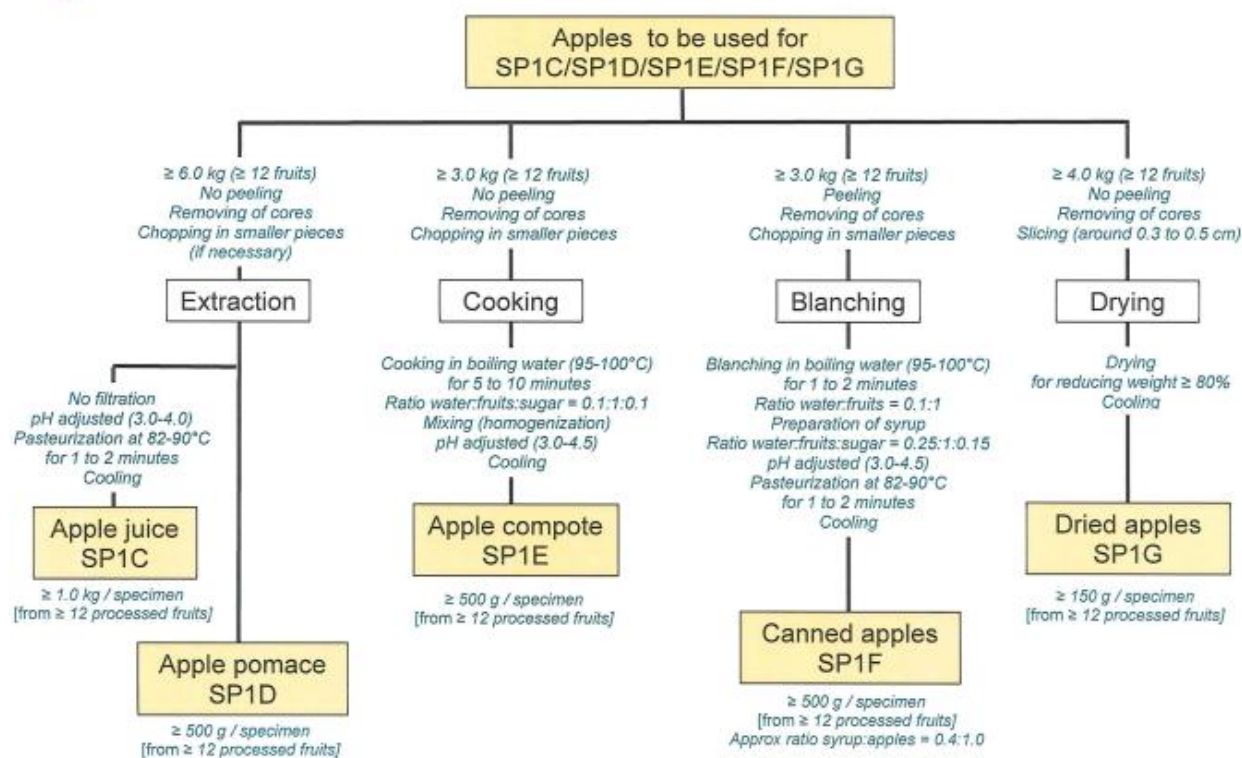 Apples to be used for
SP1C/SP1D/SP1E/SP1F/SP1G
≥ 6.0 kg (≥ 12 fruits)
No peeling
Removing of cores
Chopping in smaller pieces
(if necessary)
Extraction
No filtration
pH adjusted (3.0-4.0)
Pasteurization at 82-90°C
for 1 to 2 minutes
Cooling
Apple juice
SP1C
≥ 1.0 kg / specimen
[from ≥ 12 processed fruits]
Apple pomace
SP1D
≥ 500 g / specimen
[from ≥ 12 processed fruits]
≥ 3.0 kg (≥ 12 fruits)
No peeling
Removing of cores
Chopping in smaller pieces
Cooking
Cooking in boiling water (95-100°C)
for 5 to 10 minutes
Ratio water:fruits:sugar = 0.1:1:0.1
Mixing (homogenization)
pH adjusted (3.0-4.5)
Cooling
Apple compote
SP1E
≥ 500 g / specimen
[from ≥ 12 processed fruits]
≥ 3.0 kg (≥ 12 fruits)
Peeling
Removing of cores
Chopping in smaller pieces
Blanching
Blanching in boiling water (95-100°C)
for 1 to 2 minutes
Ratio water:fruits = 0.1:1
Preparation of syrup
Ratio water:fruits:sugar = 0.25:1:0.15
pH adjusted (3.0-4.5)
Pasteurization at 82-90°C
for 1 to 2 minutes
Cooling
Canned apples
SP1F
≥ 500 g / specimen
[from ≥ 12 processed fruits]
Approx ratio syrup:apples = 0.4:1.0
≥ 4.0 kg (≥ 12 fruits)
No peeling
Removing of cores
Slicing (around 0.3 to 0.5 cm)
Drying
Drying
for reducing weight ≥ 80%
Cooling
Dried apples
SP1G
≥ 150 g / specimen
[from ≥ 12 processed fruits]